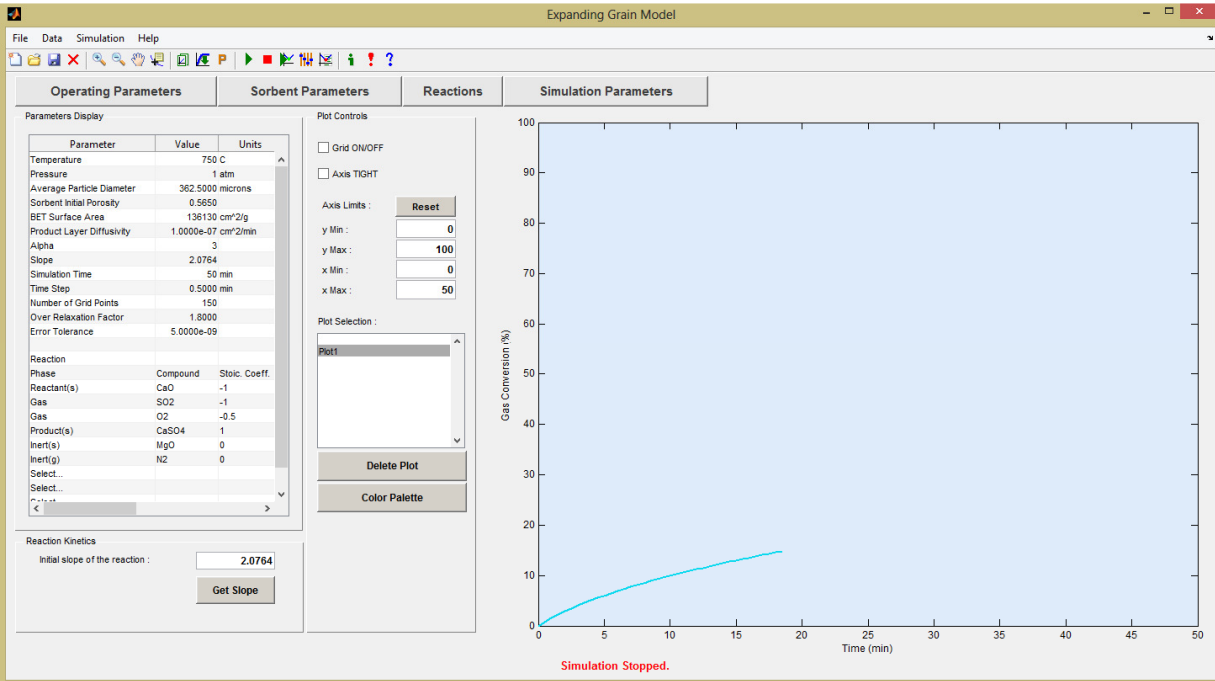 Expanding Grain Model
File Data Simulation Help
P i ! ?
Operating Parameters Sorbent Parameters Reactions Simulation Parameters
Parameters Display
Parameter Value Units
Temperature 750 C
Pressure 1 atm
Average Particle Diameter 362.5000 microns
Sorbent Initial Porosity 0.5650
BET Surface Area 136130 cm^2/g
Product Layer Diffusivity 1.0000e-07 cm^2/min
Alpha 3
Slope 2.0764
Simulation Time 50 min
Time Step 0.5000 min
Number of Grid Points 150
Over Relaxation Factor 1.8000
Error Tolerance 5.0000e-09
Reaction
Phase Compound Stoic. Coeff.
Reactant(s) CaO -1
Gas SO2 -1
Gas O2 -0.5
Product(s) CaSO4 1
Inert(s) MgO 0
Inert(g) N2 0
Select...
Select...
Select...
Reaction Kinetics
Initial slope of the reaction : 2.0764
Get Slope
Plot Controls
Grid ON/OFF
Axis TIGHT
Axis Limits : Reset
y Min : 0
y Max : 100
x Min : 0
x Max : 50
Plot Selection :
Plot1
Delete Plot
Color Palette
Gas Conversion (%)
100
90
80
70
60
50
40
30
20
10
0
0 5 10 15 20 25 30 35 40 45 50
Time (min)
Simulation Stopped.